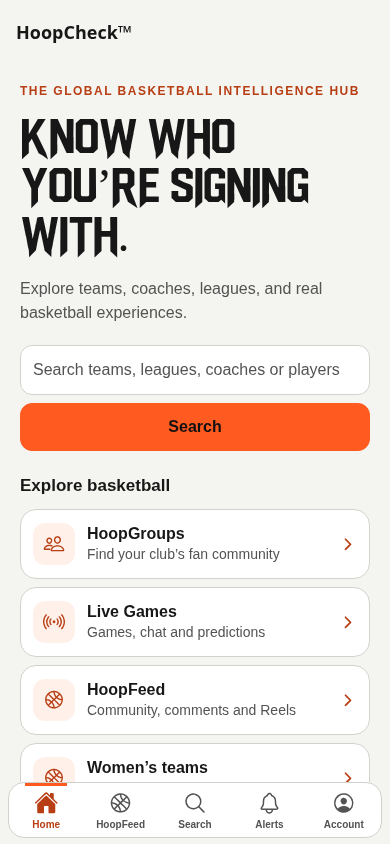 HoopCheck™
THE GLOBAL BASKETBALL INTELLIGENCE HUB
KNOW WHO
YOU’RE SIGNING
WITH.
Explore teams, coaches, leagues, and real
basketball experiences.
Search teams, leagues, coaches or players
Search
Explore basketball
HoopGroups
Find your club’s fan community
Live Games
Games, chat and predictions
HoopFeed
Community, comments and Reels
Women’s teams
Home
HoopFeed
Search
Alerts
Account